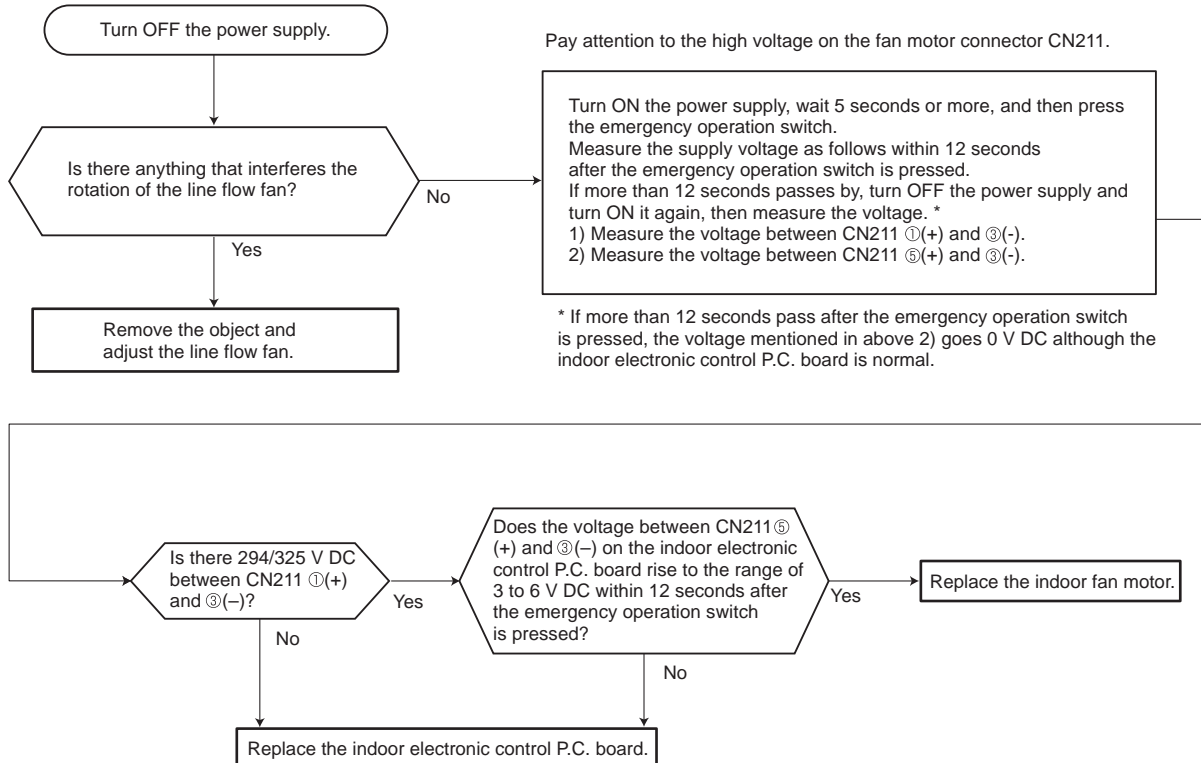 Turn OFF the power supply.
Is there anything that interferes the
rotation of the line flow fan?
No
Yes
Remove the object and
adjust the line flow fan.
Pay attention to the high voltage on the fan motor connector CN211.
Turn ON the power supply, wait 5 seconds or more, and then press
the emergency operation switch.
Measure the supply voltage as follows within 12 seconds
after the emergency operation switch is pressed.
If more than 12 seconds passes by, turn OFF the power supply and
turn ON it again, then measure the voltage. *
1) Measure the voltage between CN211 ①(+) and ③(-).
2) Measure the voltage between CN211 ⑤(+) and ③(-).
* If more than 12 seconds pass after the emergency operation switch
is pressed, the voltage mentioned in above 2) goes 0 V DC although the
indoor electronic control P.C. board is normal.
Is there 294/325 V DC
between CN211 ①(+)
and ③(–)?
Yes
No
Does the voltage between CN211⑤
(+) and ③(–) on the indoor electronic
control P.C. board rise to the range of
3 to 6 V DC within 12 seconds after
the emergency operation switch
is pressed?
Yes
No
Replace the indoor fan motor.
Replace the indoor electronic control P.C. board.